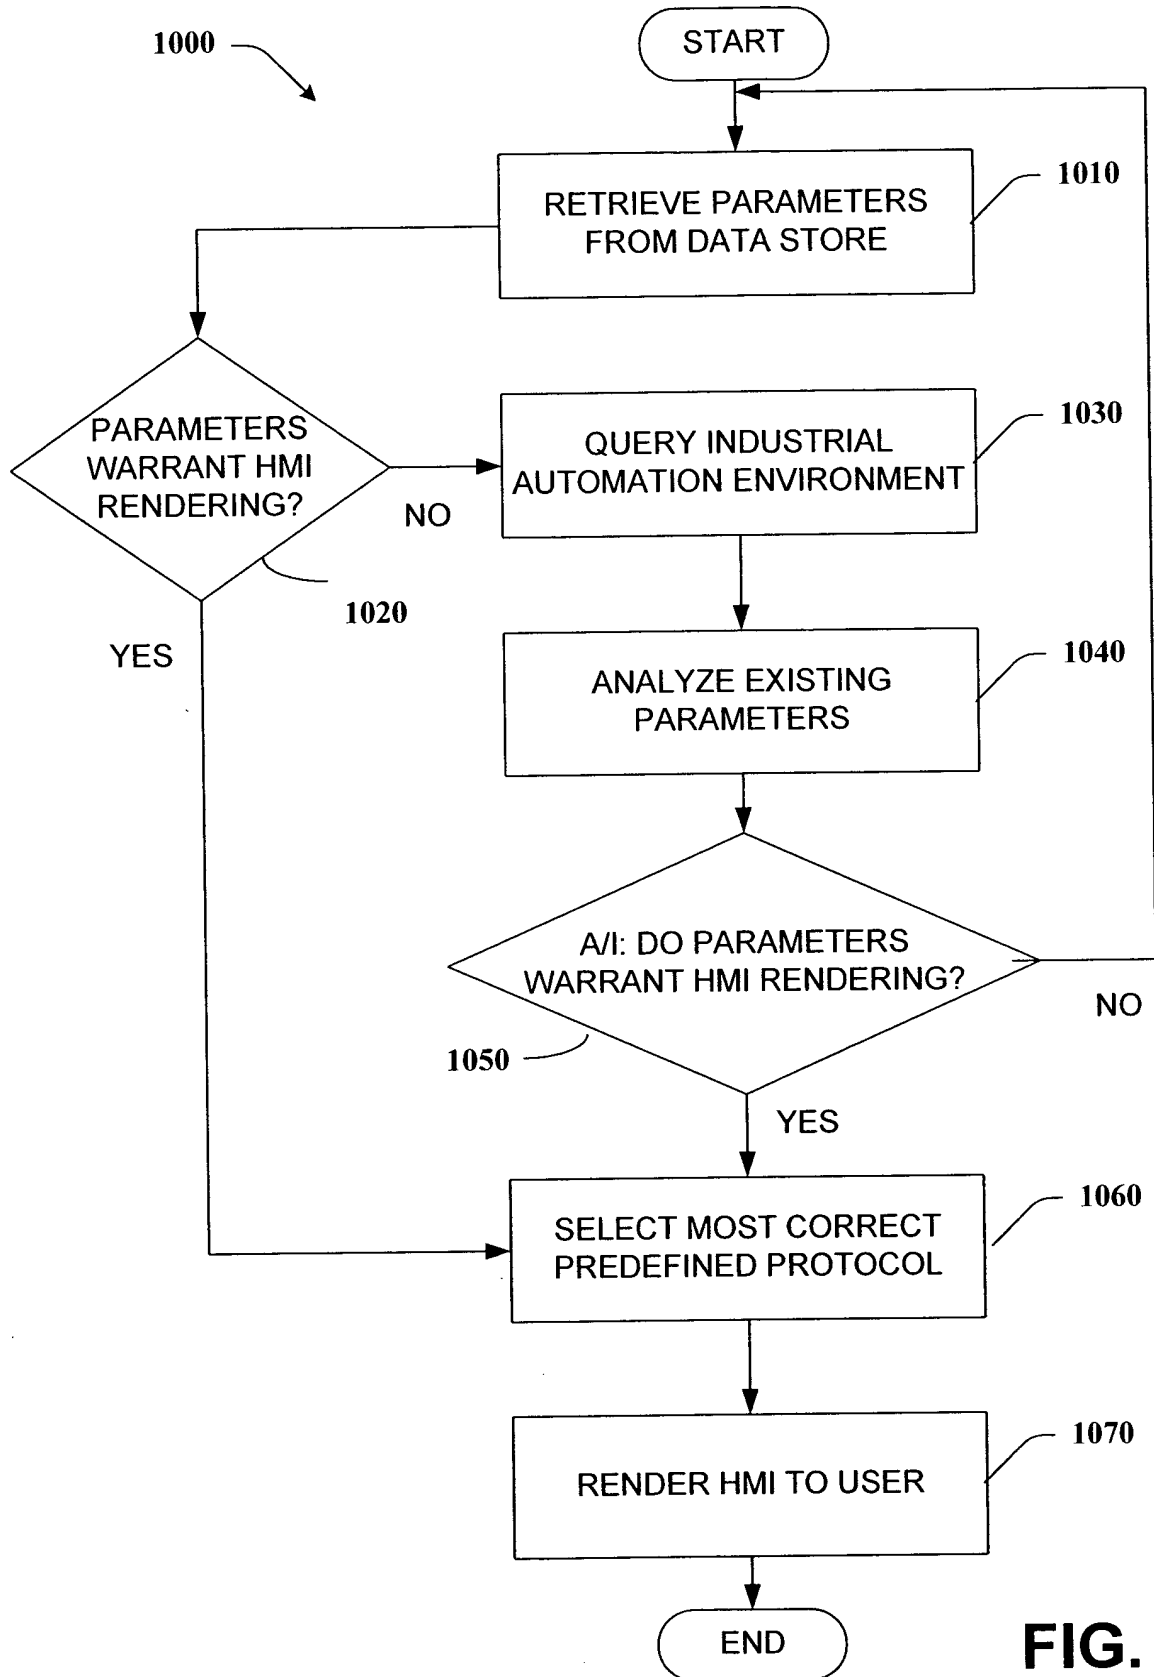 1000
START
1010
RETRIEVE PARAMETERS
FROM DATA STORE
PARAMETERS
WARRANT HMI
RENDERING?
NO
1030
QUERY INDUSTRIAL
AUTOMATION ENVIRONMENT
1020
YES
1040
ANALYZE EXISTING
PARAMETERS
A/I: DO PARAMETERS
WARRANT HMI RENDERING?
NO
1050
YES
1060
SELECT MOST CORRECT
PREDEFINED PROTOCOL
1070
RENDER HMI TO USER
END
FIG.